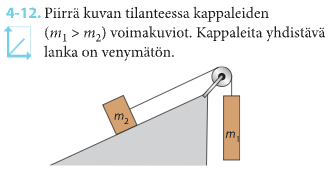 4-12. Piirrä kuvan tilanteessa kappaleiden
(m₁ > m₂) voimakuviot. Kappaleita yhdistävä
lanka on venymätön.
m₂
m₁